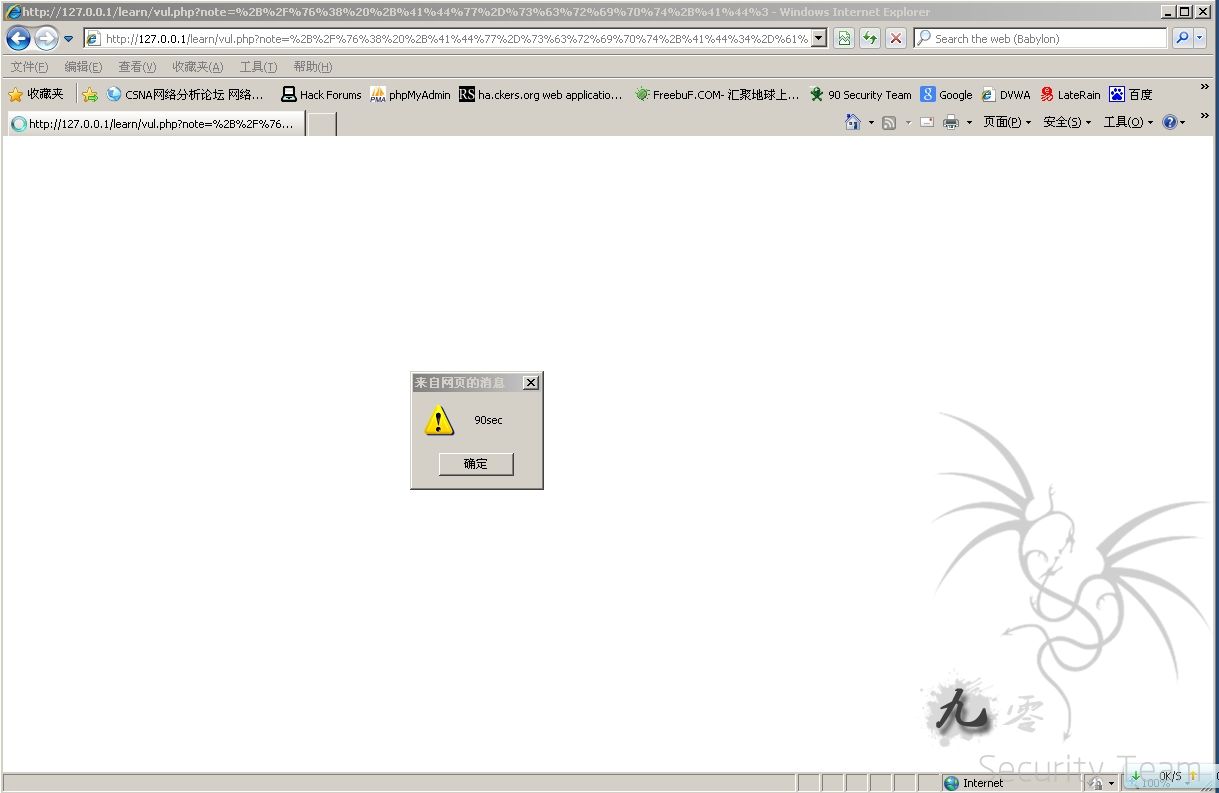 http://127.0.0.1/learn/vul.php?note=%2B%2F%76%38%20%2B%41%44%77%2D%73%63%72%69%70%74%2B%41%44%3 - Windows Internet Explorer
http://127.0.0.1/learn/vul.php?note=%2B%2F%76%38%20%2B%41%44%77%2D%73%63%72%69%70%74%2B%41%44%34%2D%61%
Search the web (Babylon)
文件(F) 编辑(E) 查看(V) 收藏夹(A) 工具(T) 帮助(H)
收藏夹 CSNA网络分析论坛 网络... Hack Forums PMA phpMyAdmin RS ha.ckers.org web applicatio... FreebuF.COM- 汇聚地球上... 90 Security Team Google DVWA LateRain 百度
http://127.0.0.1/learn/vul.php?note=%2B%2F%76...
页面(P) 安全(S) 工具(O)
来自网页的消息
90sec
确定
九零
Security Team
Internet
100%
0K/S